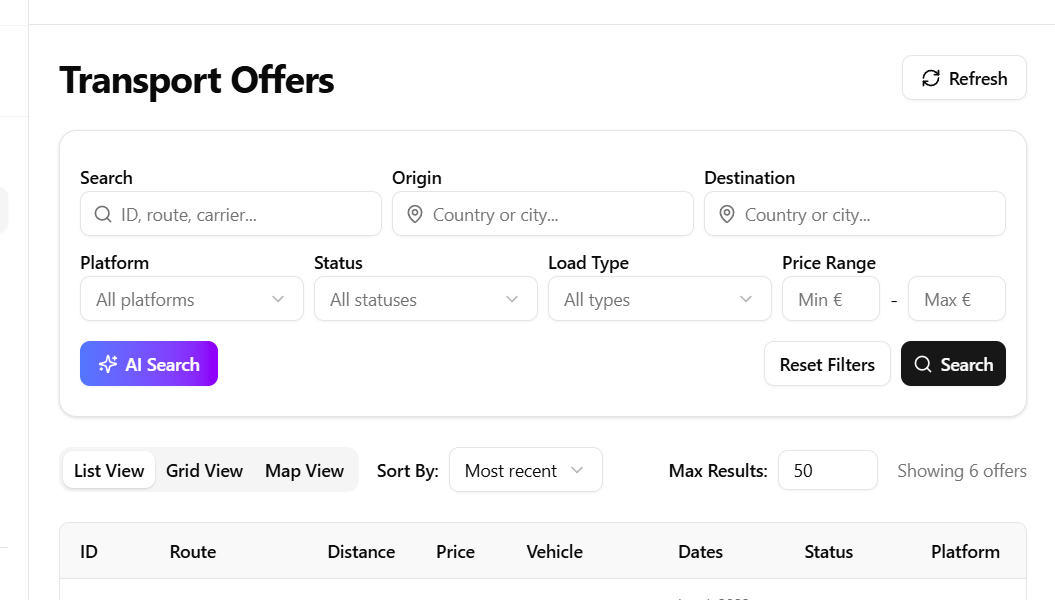 Transport Offers
Refresh
Search
Origin
Destination
ID, route, carrier...
Country or city...
Country or city...
Platform
Status
Load Type
Price Range
All platforms
All statuses
All types
Min €
-
Max €
AI Search
Reset Filters
Search
List View
Grid View
Map View
Sort By:
Most recent
Max Results:
50
Showing 6 offers
ID
Route
Distance
Price
Vehicle
Dates
Status
Platform